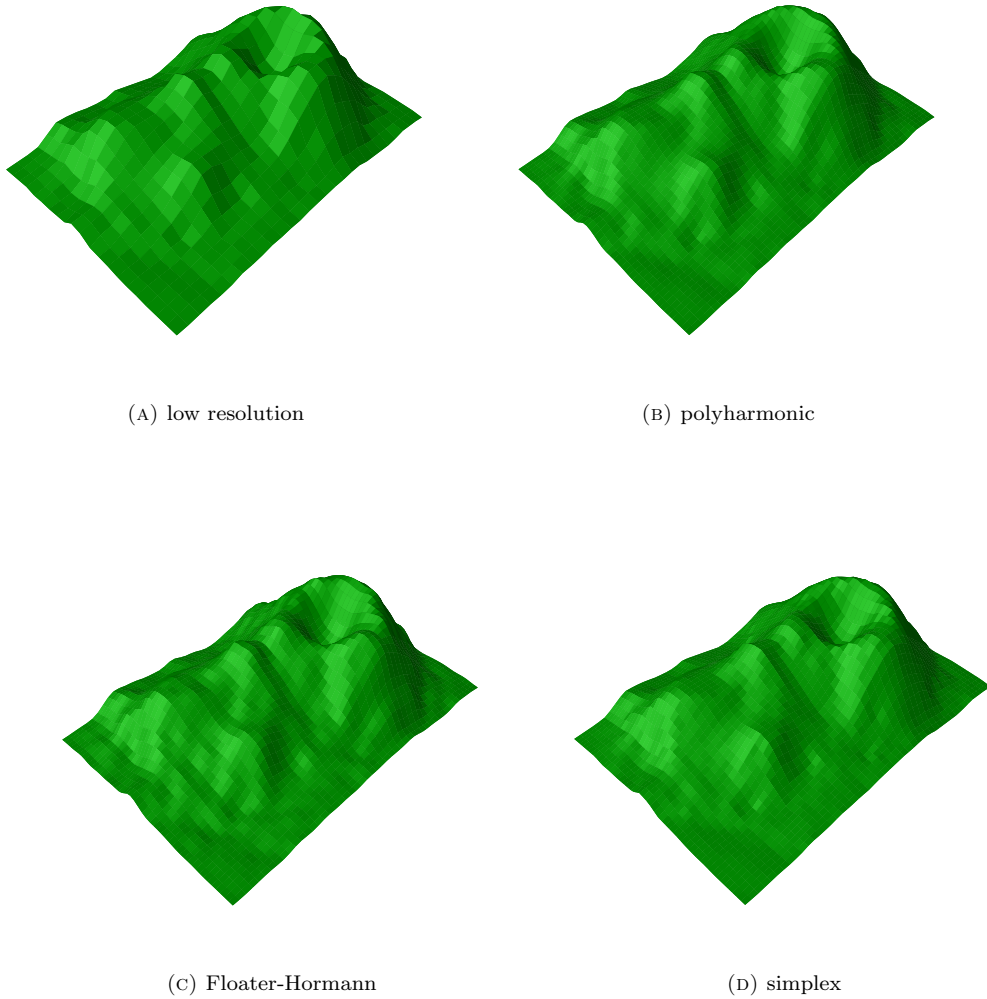 (A) low resolution
(B) polyharmonic
(C) Floater-Hormann
(D) simplex